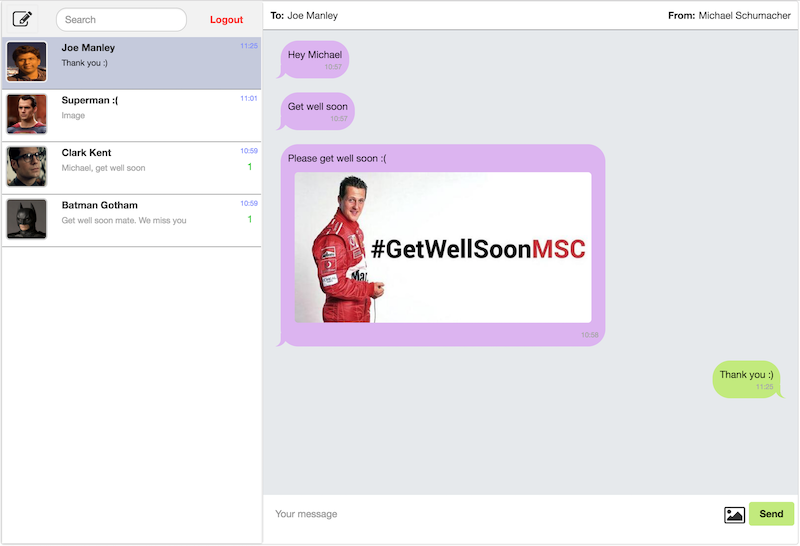 Search
Logout
Joe Manley
11:25
Thank you :)
Superman :(
11:01
Image
Clark Kent
10:59
Michael, get well soon
1
Batman Gotham
10:59
Get well soon mate. We miss you
1
To: Joe Manley
From: Michael Schumacher
Hey Michael
10:57
Get well soon
10:57
Please get well soon :(
#GetWellSoonMSC
10:58
Thank you :)
11:25
Your message
Send